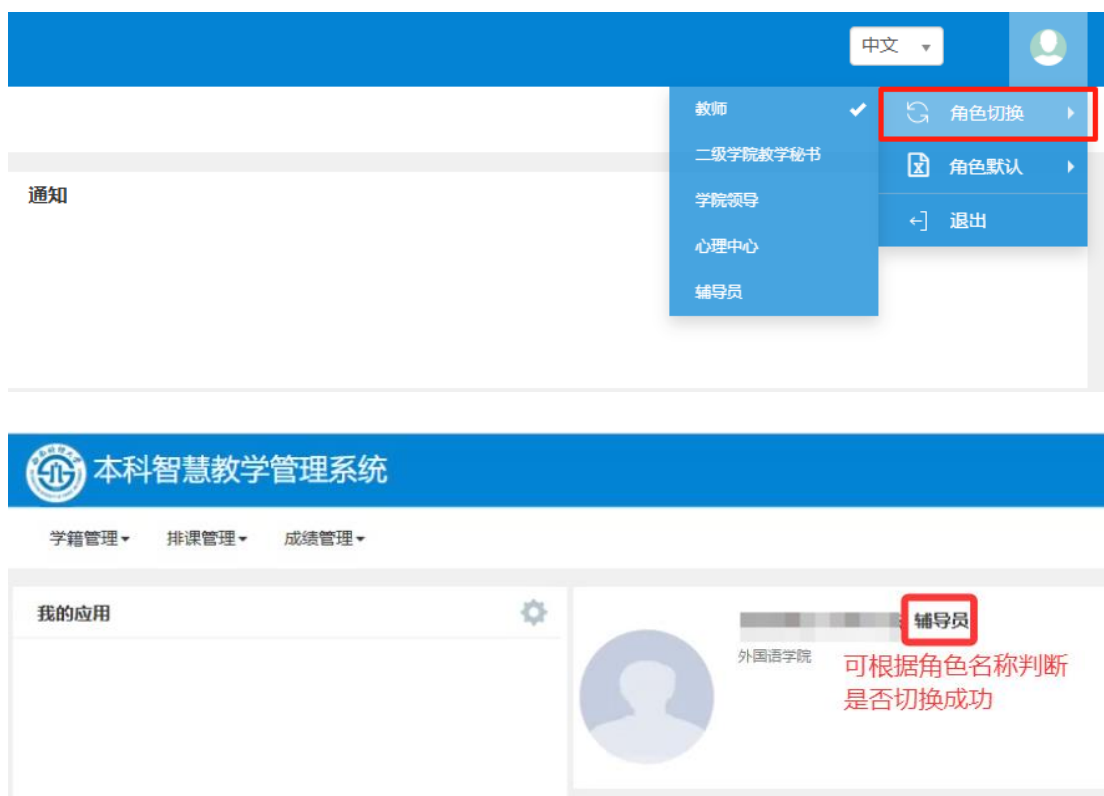 中文
教师
角色切换
二级学院教学秘书
角色默认
通知
学院领导
退出
心理中心
辅导员
本科智慧教学管理系统
学籍管理
排课管理
成绩管理
我的应用
辅导员
外国语学院
可根据角色名称判断
是否切换成功